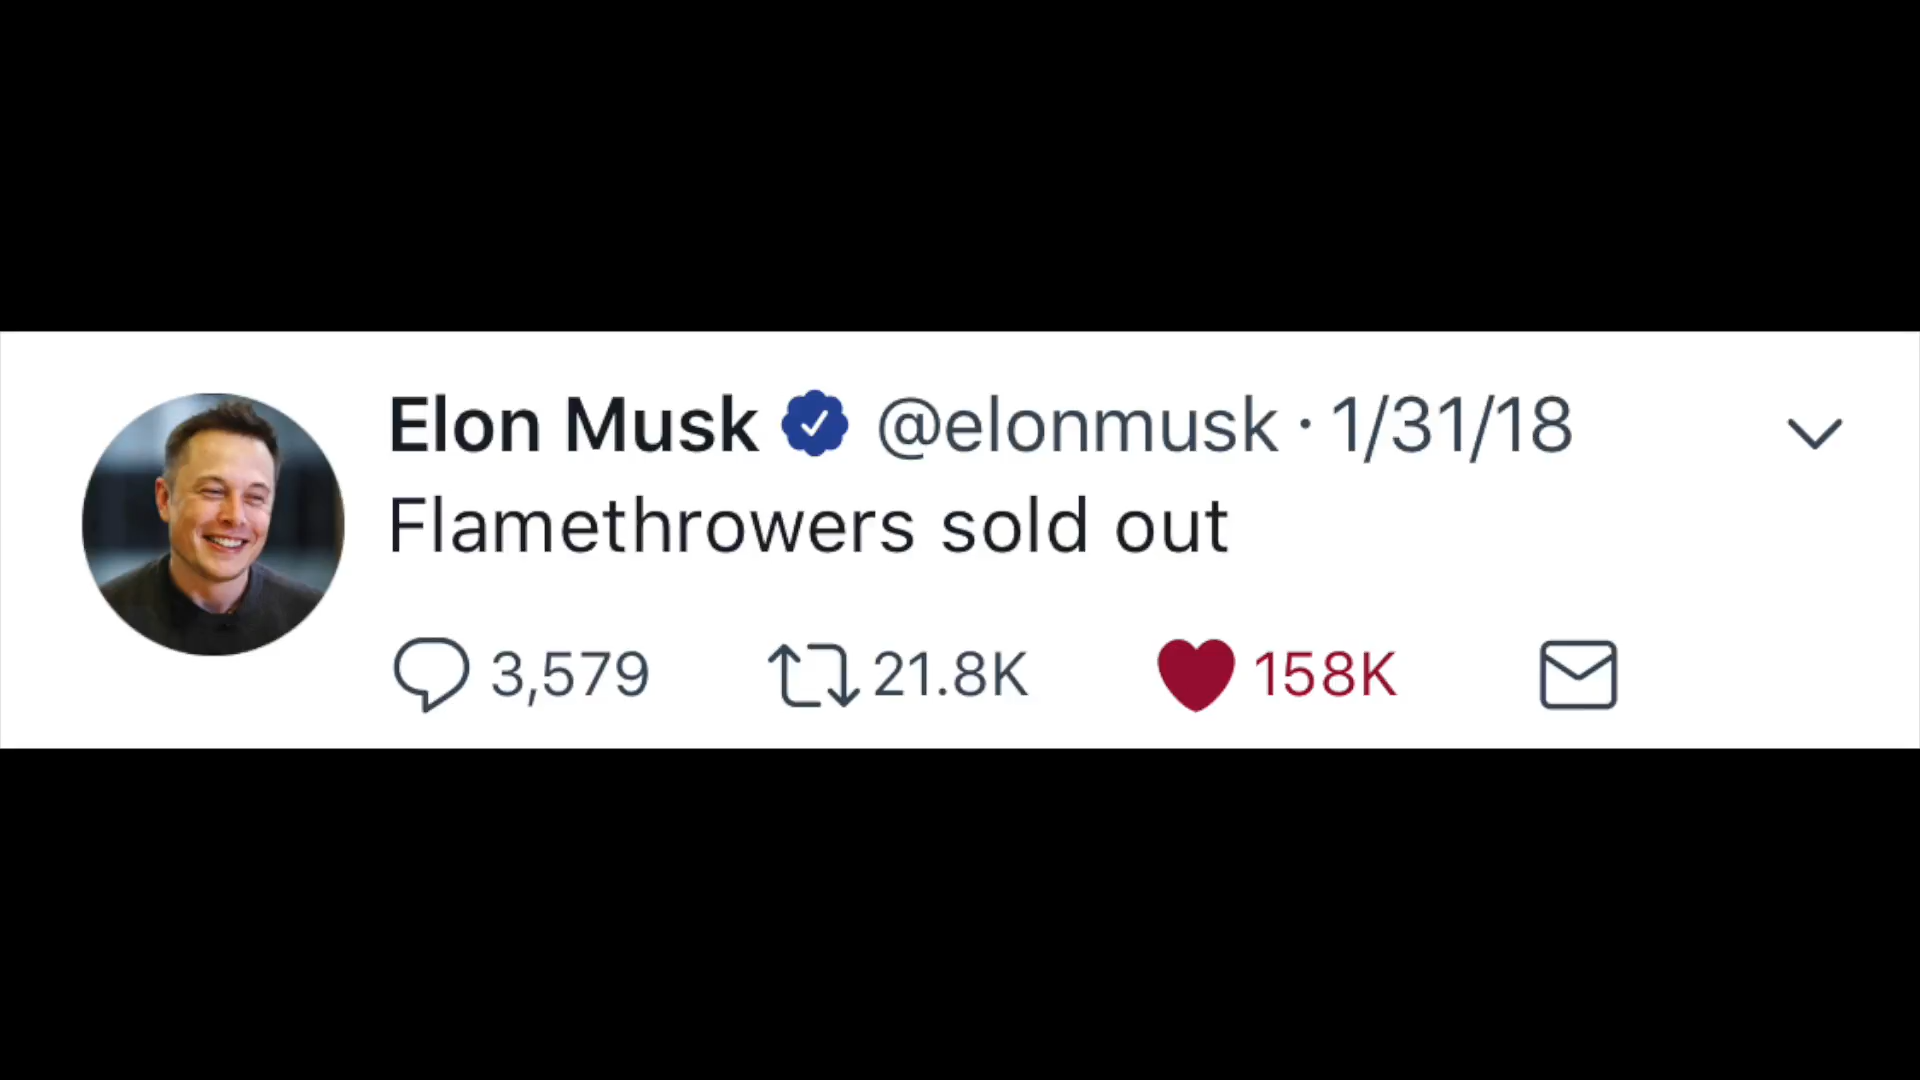 Elon Musk @elonmusk · 1/31/18
Flamethrowers sold out
3,579 21.8K 158K